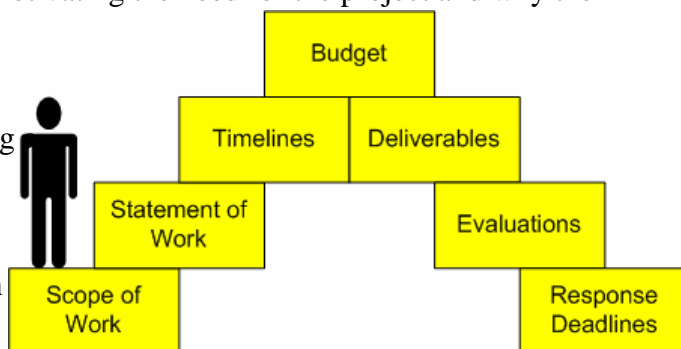 Budget
Timelines Deliverables
Statement of
Work
Evaluations
Scope of
Work
Response
Deadlines